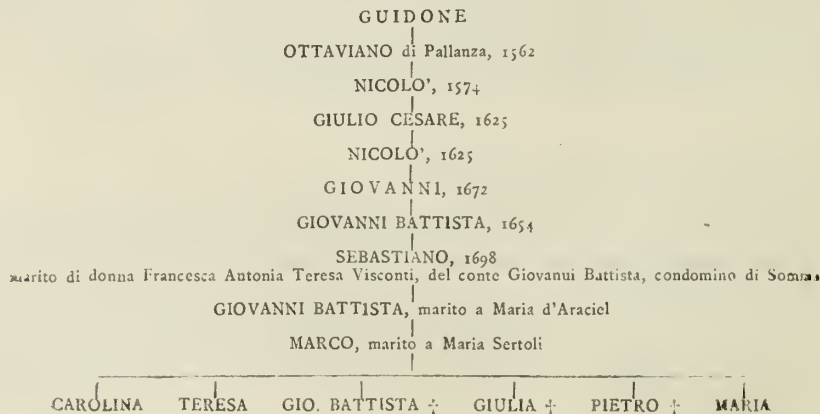 GUIDONE
OTTAVIANO di Pallanza, 1562
NICOLO', 1574
GIULIO CESARE, 1625
NICOLO', 1625
GIOVANNI, 1672
GIOVANNI BATTISTA, 1654
SEBASTIANO, 1698
marito di donna Francesca Antonia Teresa Visconti, del conte Giovanui Battista, condomino di Somma
GIOVANNI BATTISTA, marito a Maria d'Araciel
MARCO, marito a Maria Sertoli
CAROLINA TERESA GIO. BATTISTA ÷ GIULIA ÷ PIETRO ÷ MARIA